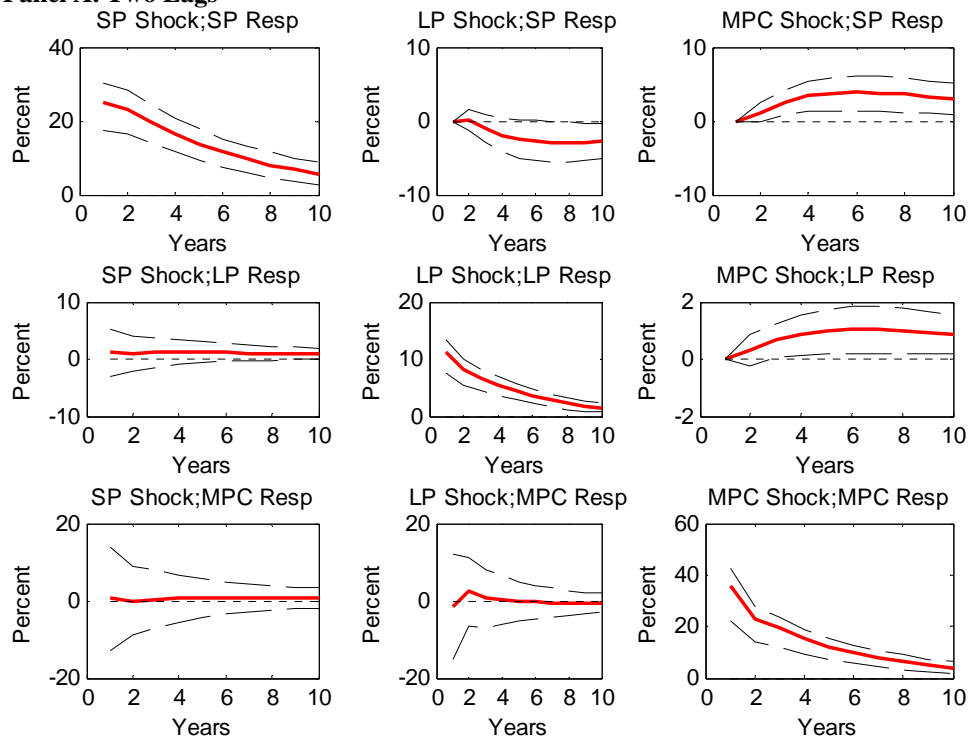 Panel A: Two Lags
SP Shock;SP Resp
LP Shock;SP Resp
MPC Shock;SP Resp
40
20
0
Percent
0 2 4 6 8 10
Years
10
0
-10
Percent
0 2 4 6 8 10
Years
10
0
-10
Percent
0 2 4 6 8 10
Years
SP Shock;LP Resp
LP Shock;LP Resp
MPC Shock;LP Resp
10
0
-10
Percent
0 2 4 6 8 10
Years
20
10
0
Percent
0 2 4 6 8 10
Years
2
0
-2
Percent
0 2 4 6 8 10
Years
SP Shock;MPC Resp
LP Shock;MPC Resp
MPC Shock;MPC Resp
20
0
-20
Percent
0 2 4 6 8 10
Years
20
0
-20
Percent
0 2 4 6 8 10
Years
60
40
20
0
Percent
0 2 4 6 8 10
Years